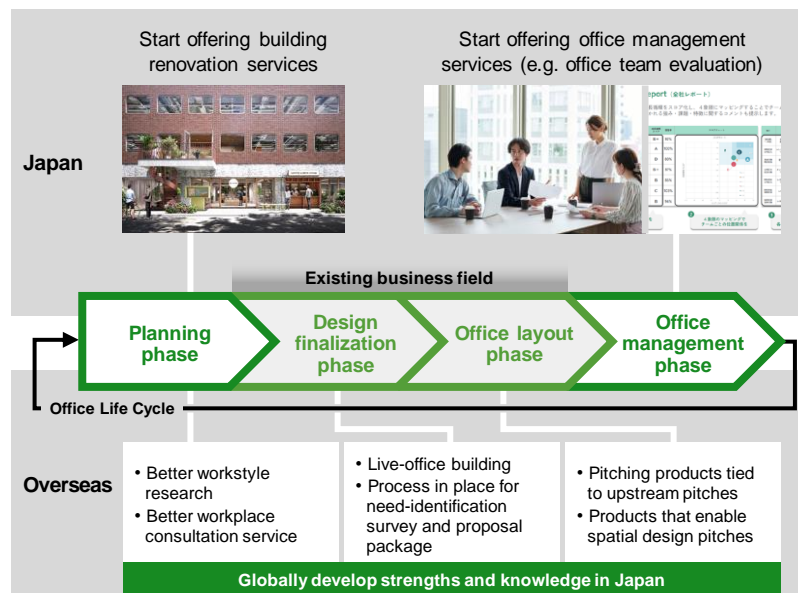 Start offering building
renovation services
Start offering office management
services (e.g. office team evaluation)
Japan
Existing business field
Planning
phase
Design
finalization
phase
Office layout
phase
Office
management
phase
Office Life Cycle
Overseas
• Better workstyle
research
• Better workplace
consultation service
• Live-office building
• Process in place for
need-identification
survey and proposal
package
• Pitching products tied
to upstream pitches
• Products that enable
spatial design pitches
Globally develop strengths and knowledge in Japan